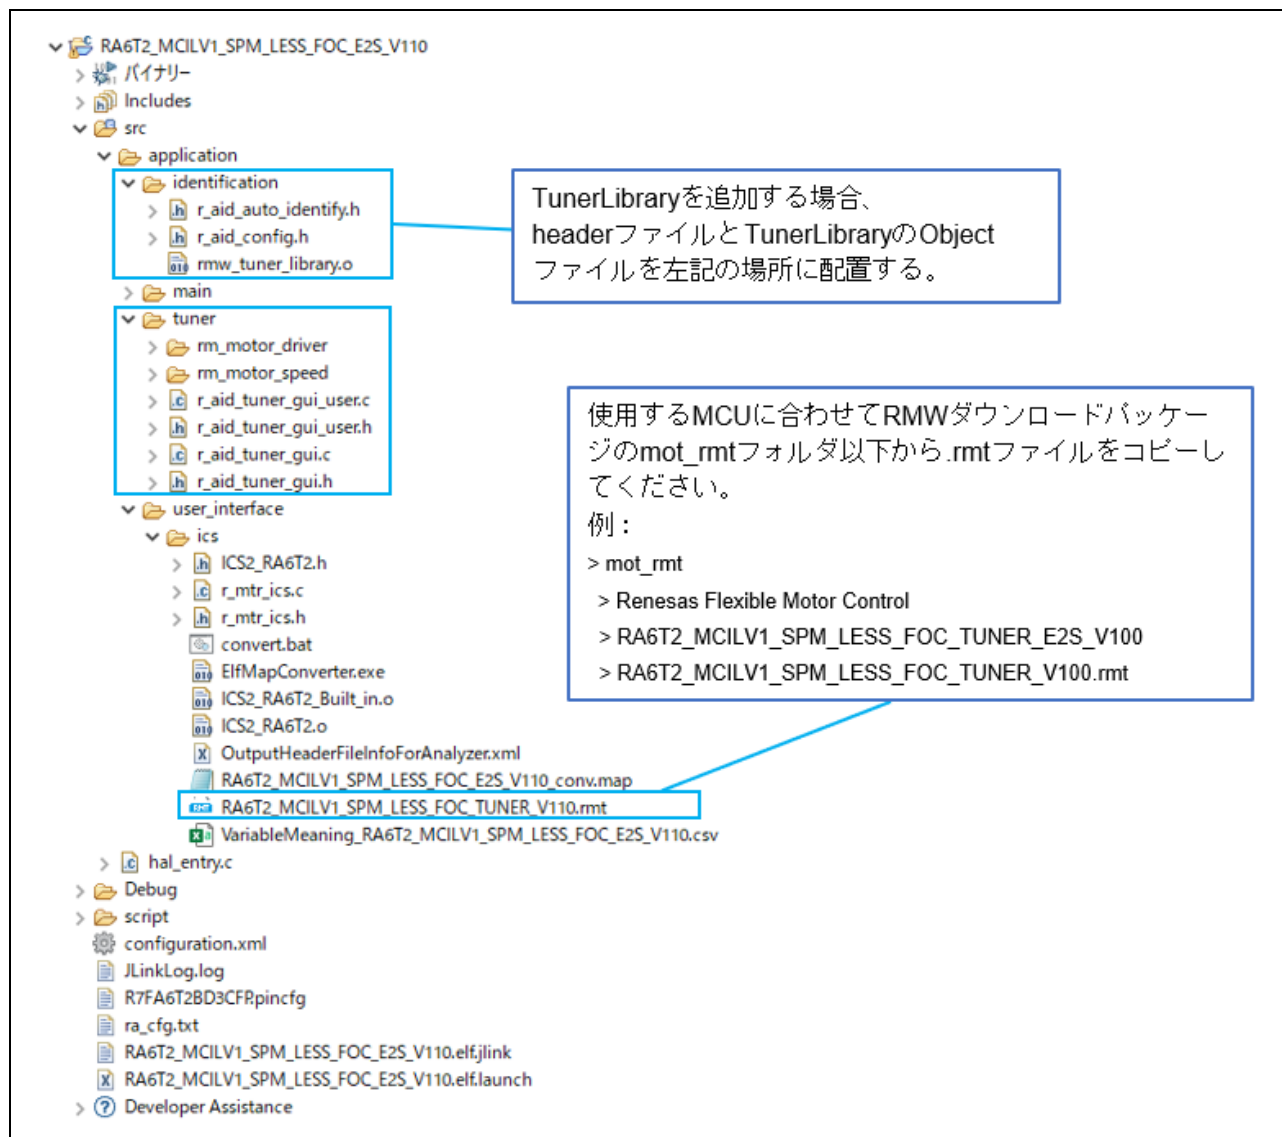 RA6T2_MCILV1_SPM_LESS_FOC_E2S_V110
バイナリー
Includes
src
application
identification
r_aid_auto_identify.h
r_aid_config.h
rmw_tuner_library.o
main
tuner
rm_motor_driver
rm_motor_speed
r_aid_tuner_gui_user.c
r_aid_tuner_gui_user.h
r_aid_tuner_gui.c
r_aid_tuner_gui.h
user_interface
ics
ICS2_RA6T2.h
r_mtr_ics.c
r_mtr_ics.h
convert.bat
ElfMapConverter.exe
ICS2_RA6T2_Built_in.o
ICS2_RA6T2.o
OutputHeaderFileInfoForAnalyzer.xml
RA6T2_MCILV1_SPM_LESS_FOC_E2S_V110_conv.map
RA6T2_MCILV1_SPM_LESS_FOC_TUNER_V110.rmt
VariableMeaning_RA6T2_MCILV1_SPM_LESS_FOC_E2S_V110.csv
hal_entry.c
Debug
script
configuration.xml
JLinkLog.log
R7FA6T2BD3CFP.pincfg
ra_cfg.txt
RA6T2_MCILV1_SPM_LESS_FOC_E2S_V110.elf.jlink
RA6T2_MCILV1_SPM_LESS_FOC_E2S_V110.elf.launch
Developer Assistance
TunerLibraryを追加する場合、
headerファイルとTunerLibraryのObject
ファイルを左記の場所に配置する。
使用するMCUに合わせてRMWダウンロードパッケー
ジのmot_rmtフォルダ以下から.rmtファイルをコピーし
てください。
例：
> mot_rmt
> Renesas Flexible Motor Control
> RA6T2_MCILV1_SPM_LESS_FOC_TUNER_E2S_V100
> RA6T2_MCILV1_SPM_LESS_FOC_TUNER_V100.rmt